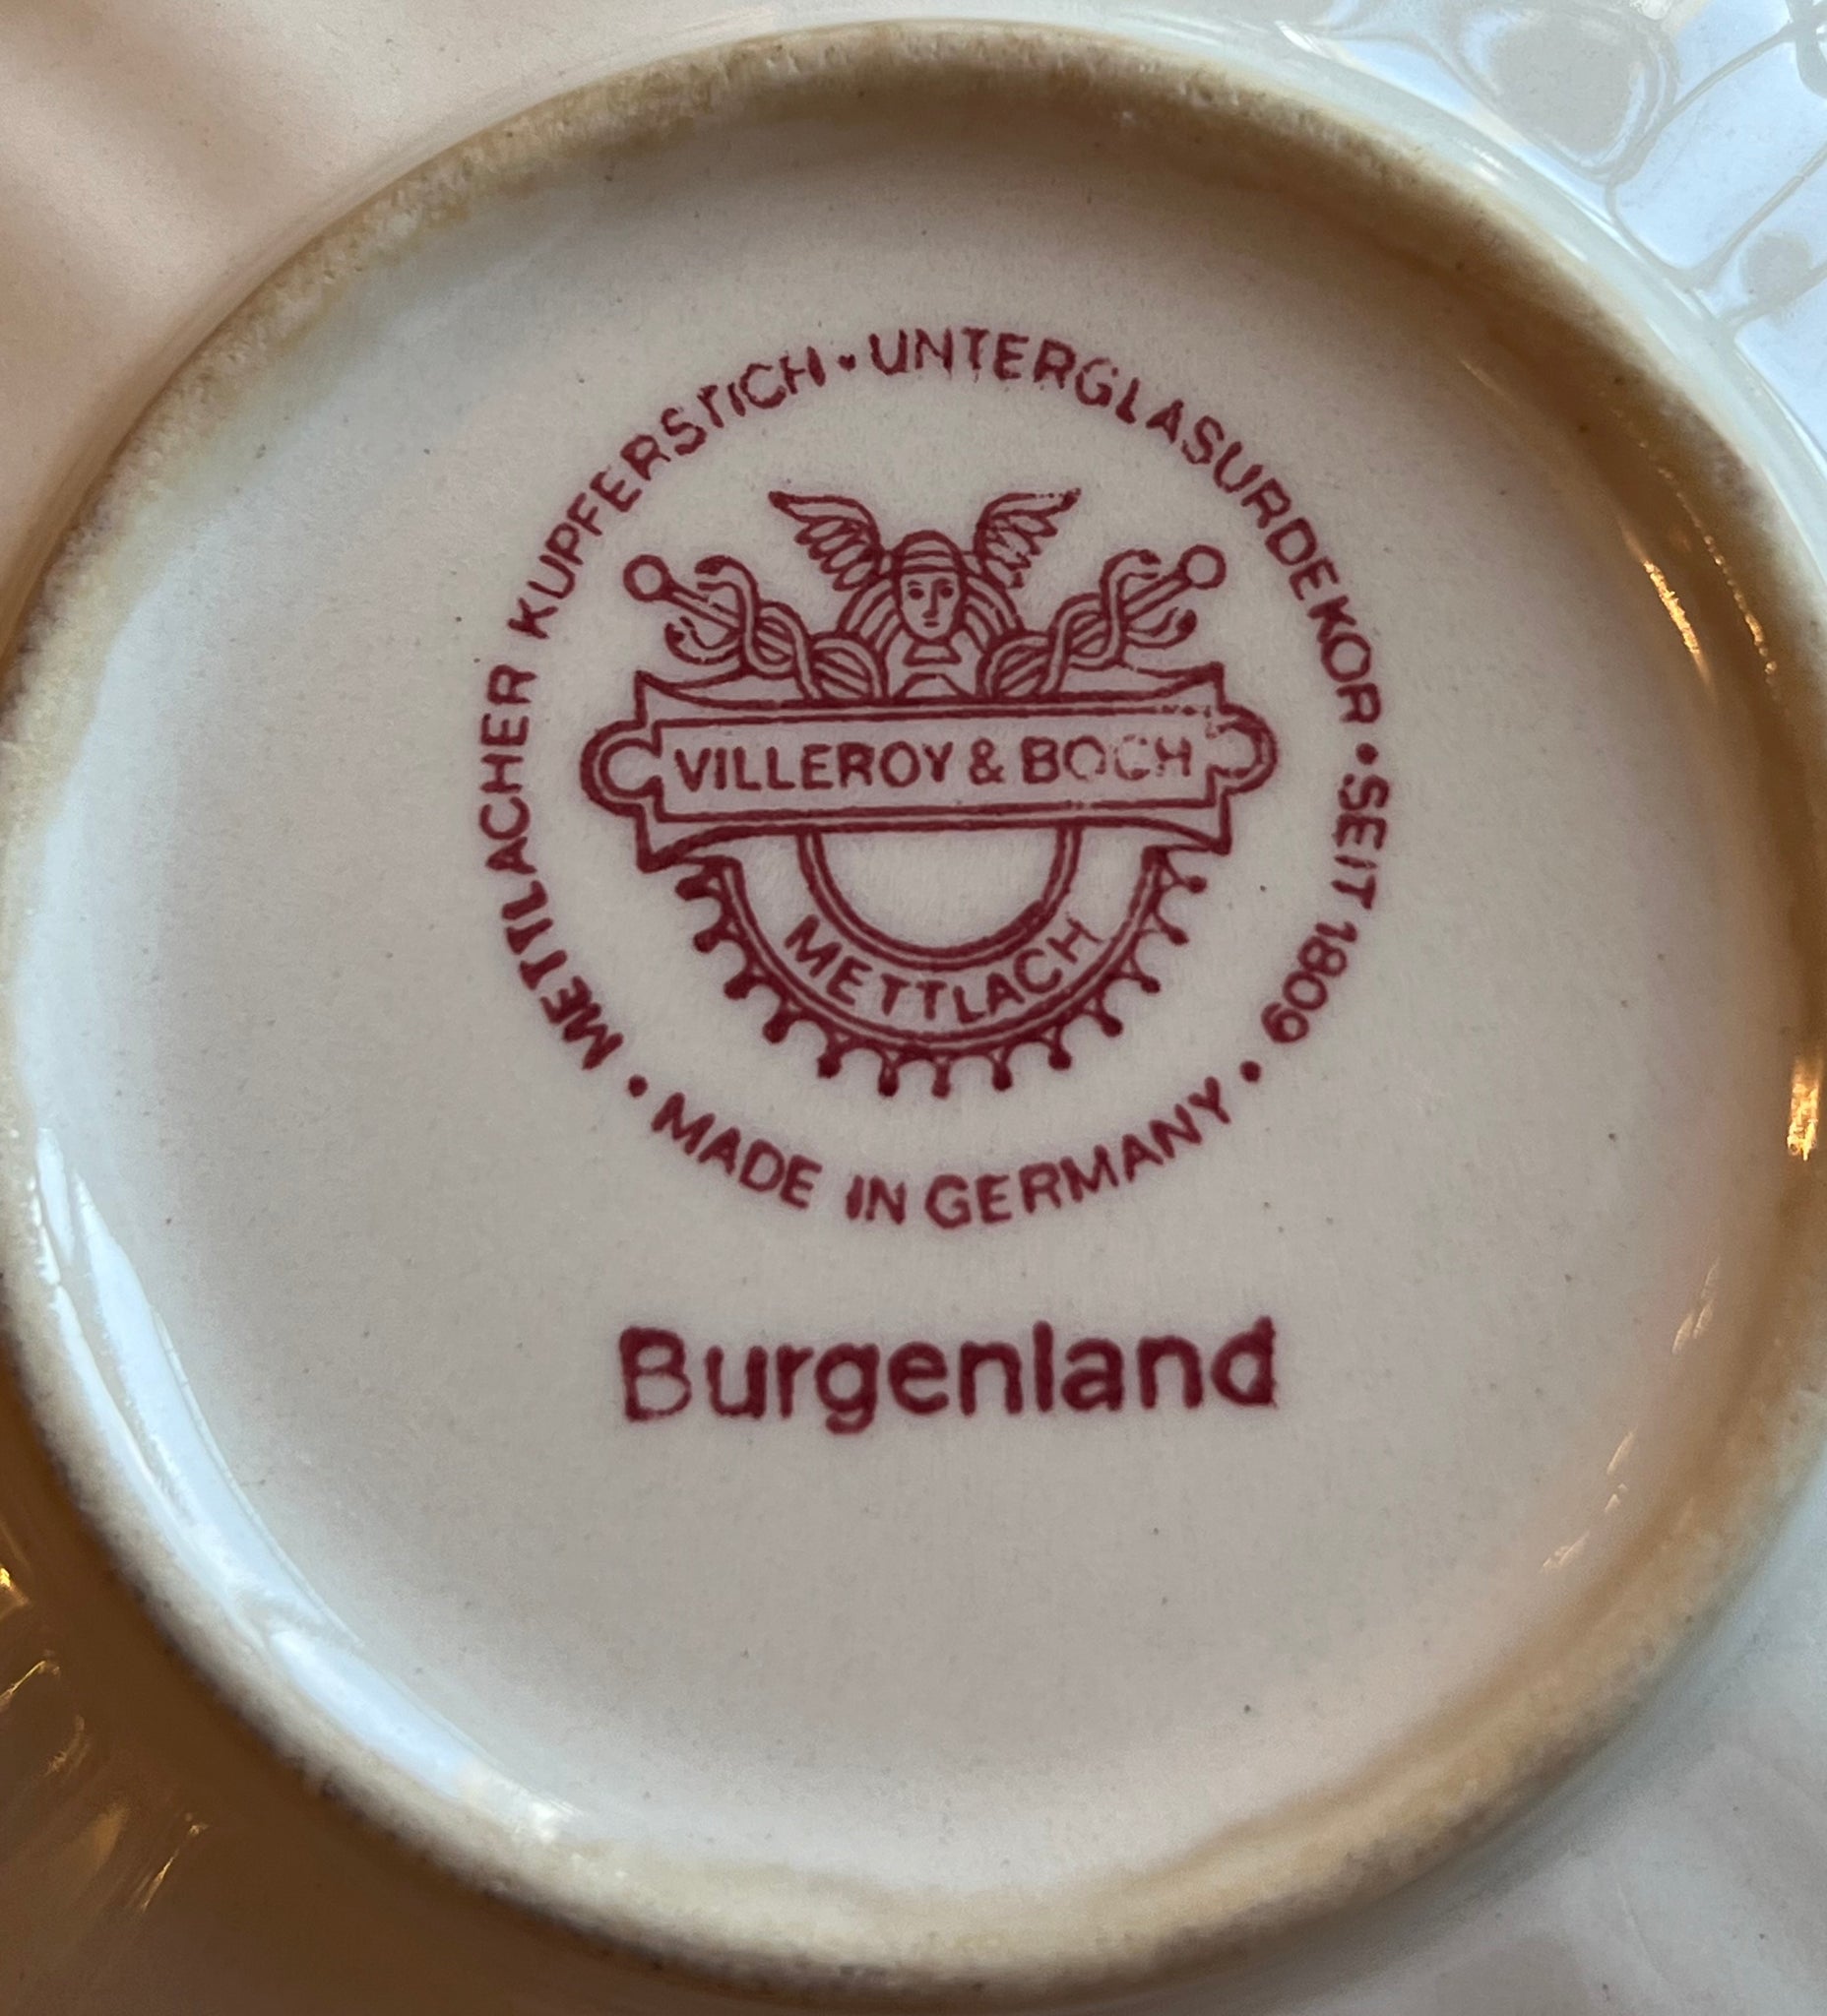 METTLACHER KUPFERSTICH • UNTERGLASURDEKOR • SEIT 1809 •
VILLEROY & BOCH
METTLACH
• MADE IN GERMANY
Burgenland